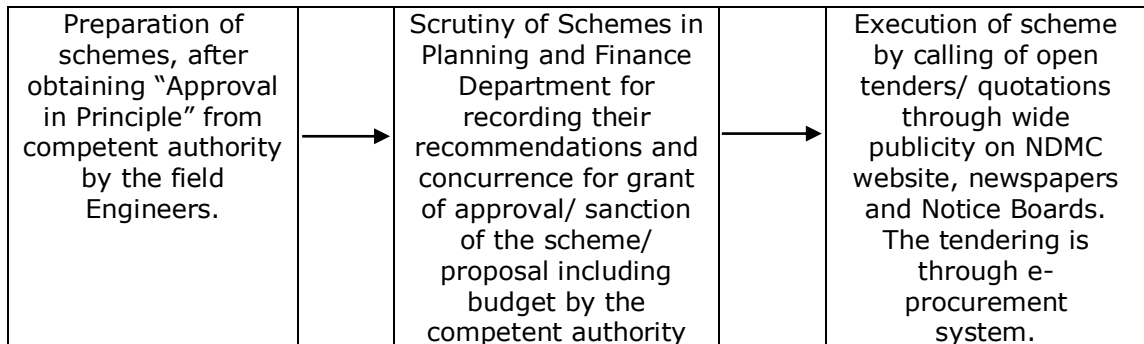 Preparation of
schemes, after
obtaining “Approval
in Principle” from
competent authority
by the field
Engineers.
Scrutiny of Schemes in
Planning and Finance
Department for
recording their
recommendations and
concurrence for grant
of approval/ sanction
of the scheme/
proposal including
budget by the
competent authority
Execution of scheme
by calling of open
tenders/ quotations
through wide
publicity on NDMC
website, newspapers
and Notice Boards.
The tendering is
through e-
procurement
system.